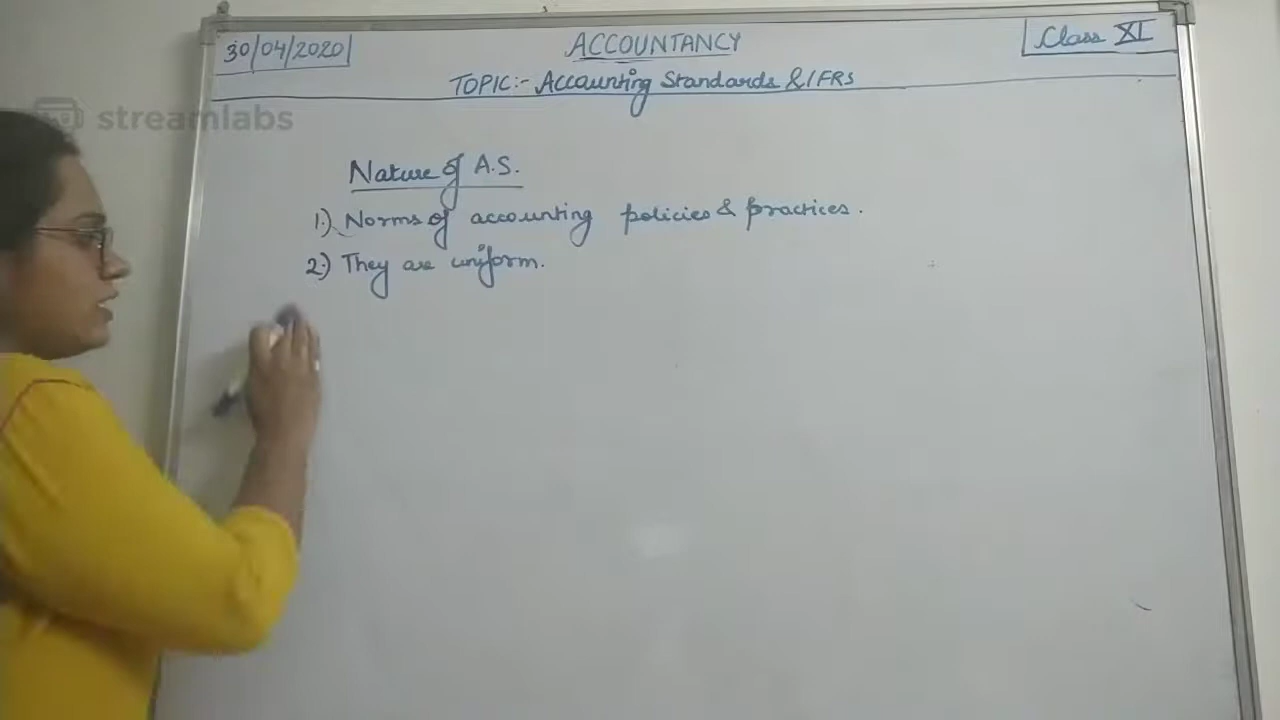 30/04/2020
ACCOUNTANCY
Class XI
TOPIC:- Accounting Standards & IFRS
streamlabs
Nature of A.S.
1.) Norms of accounting policies & practices.
2.) They are uniform.